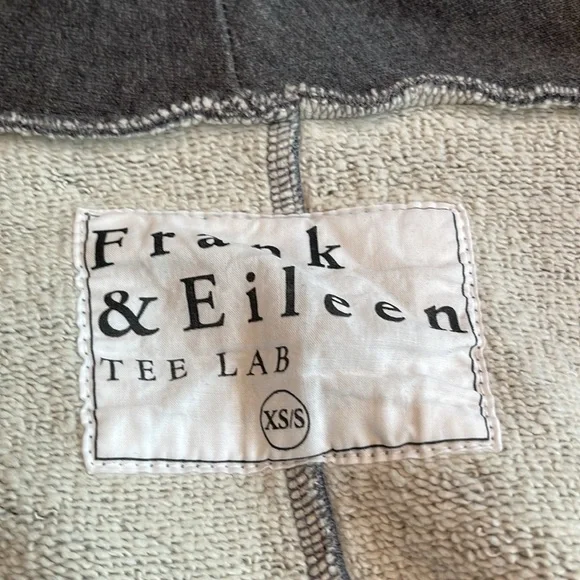 Frank
& Eileen
TEE LAB
XS/S